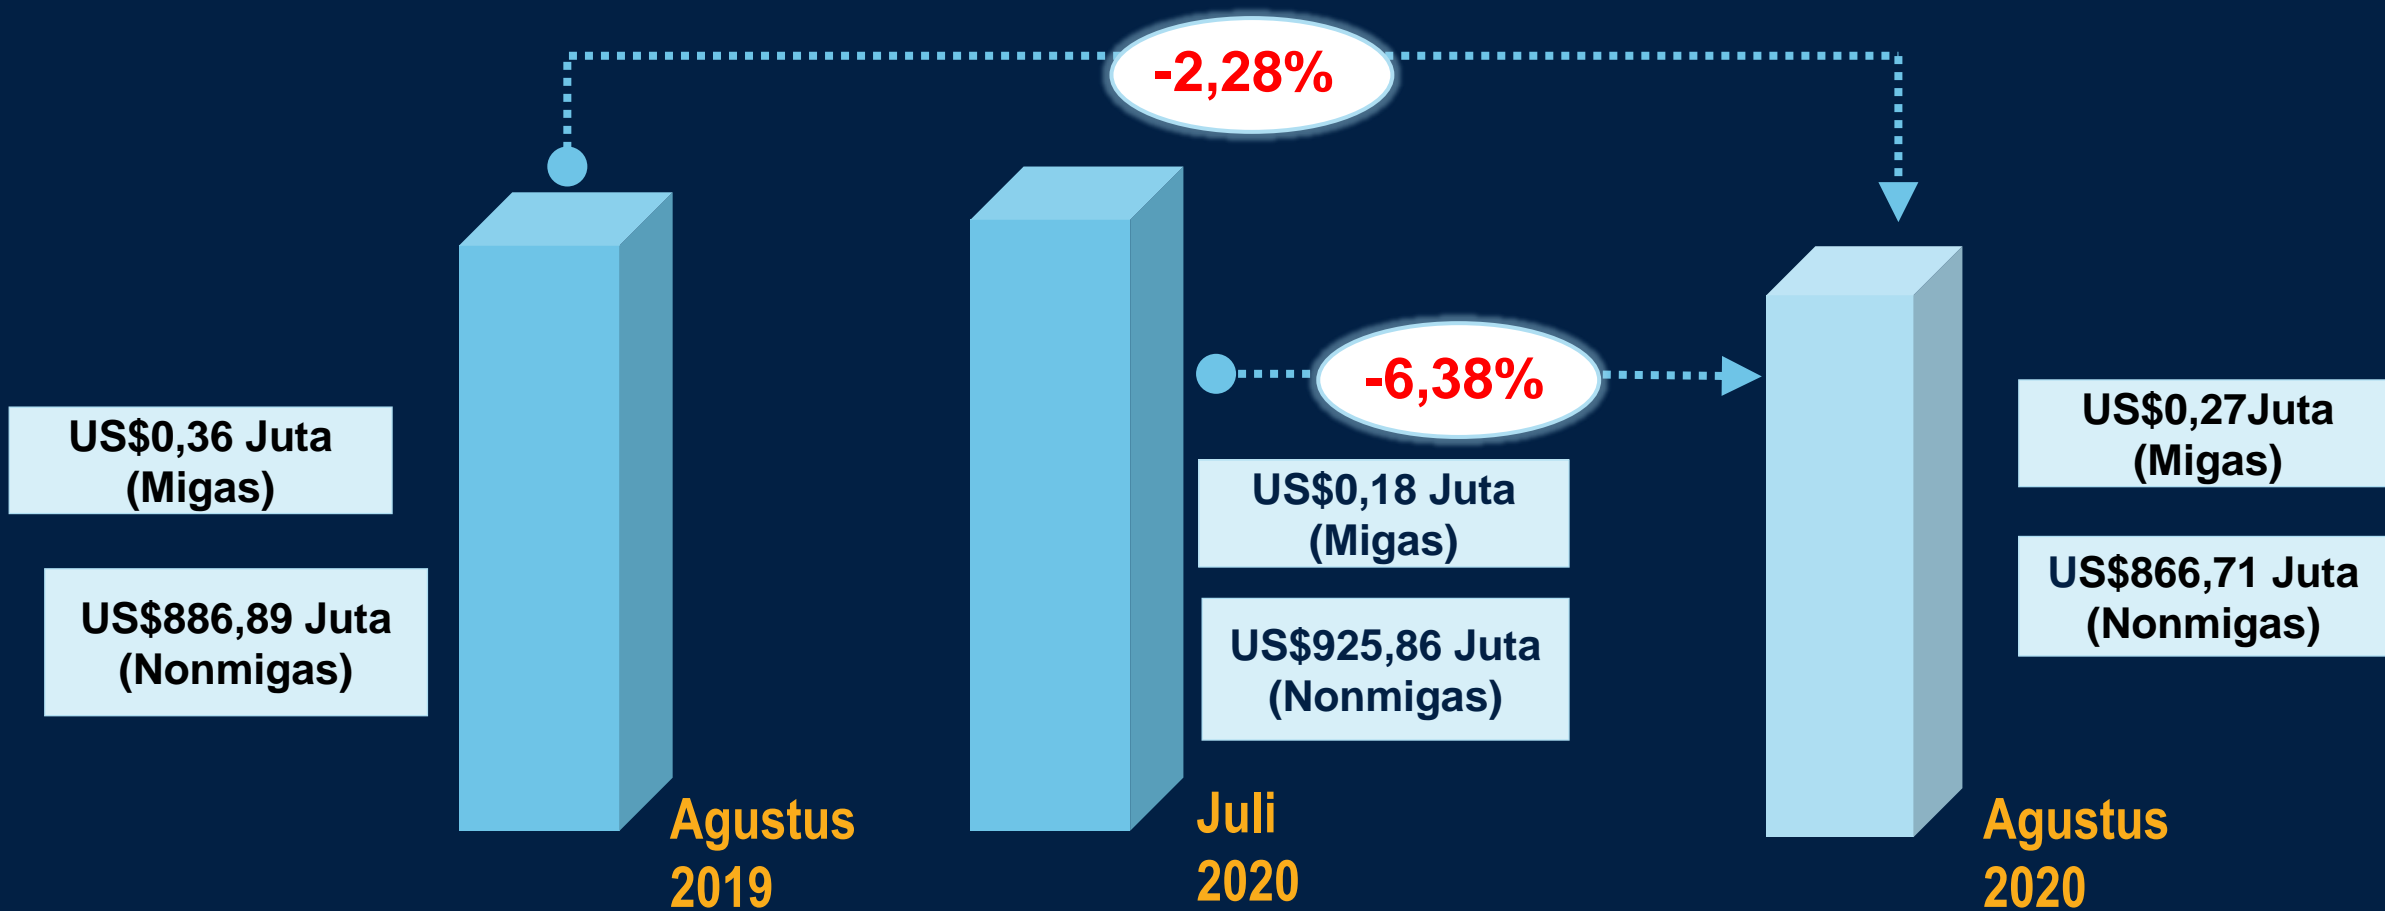 -2,28%
-6,38%
US$0,36 Juta
(Migas)
US$886,89 Juta
(Nonmigas)
Agustus
2019
US$0,18 Juta
(Migas)
US$925,86 Juta
(Nonmigas)
Juli
2020
US$0,27Juta
(Migas)
US$866,71 Juta
(Nonmigas)
Agustus
2020